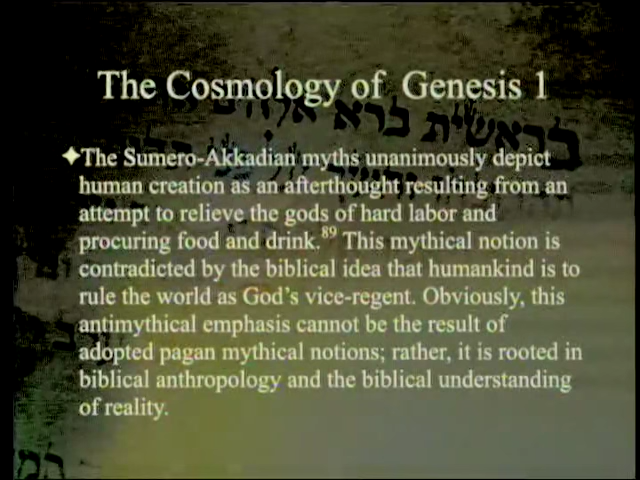 The Cosmology of Genesis 1
בראשית ברא אלהים
✦The Sumero-Akkadian myths unanimously depict
human creation as an afterthought resulting from an
attempt to relieve the gods of hard labor and
procuring food and drink.89 This mythical notion is
contradicted by the biblical idea that humankind is to
rule the world as God’s vice-regent. Obviously, this
antimythical emphasis cannot be the result of
adopted pagan mythical notions; rather, it is rooted in
biblical anthropology and the biblical understanding
of reality.